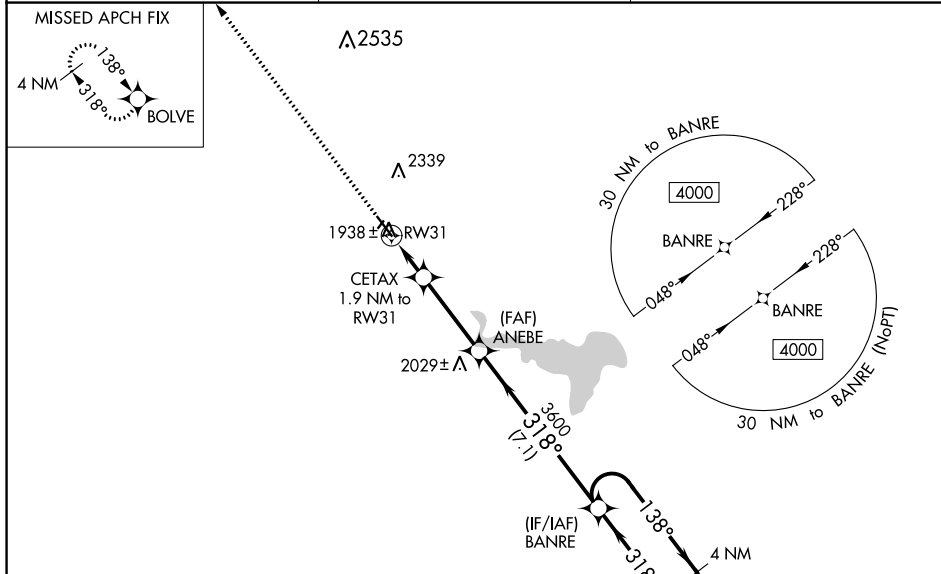 MISSED APCH FIX
4 NM
138°
318°
BOLVE
2535
2339
1938± RW31
CETAX
1.9 NM to
RW31
(FAF)
ANEBE
2029±
3600
318°
(7.1)
(IF/IAF)
BANRE
138°
4 NM
318
30 NM to BANRE
4000
228°
BANRE
048°
228°
BANRE
048°
4000
30 NM to BANRE (NoPT)